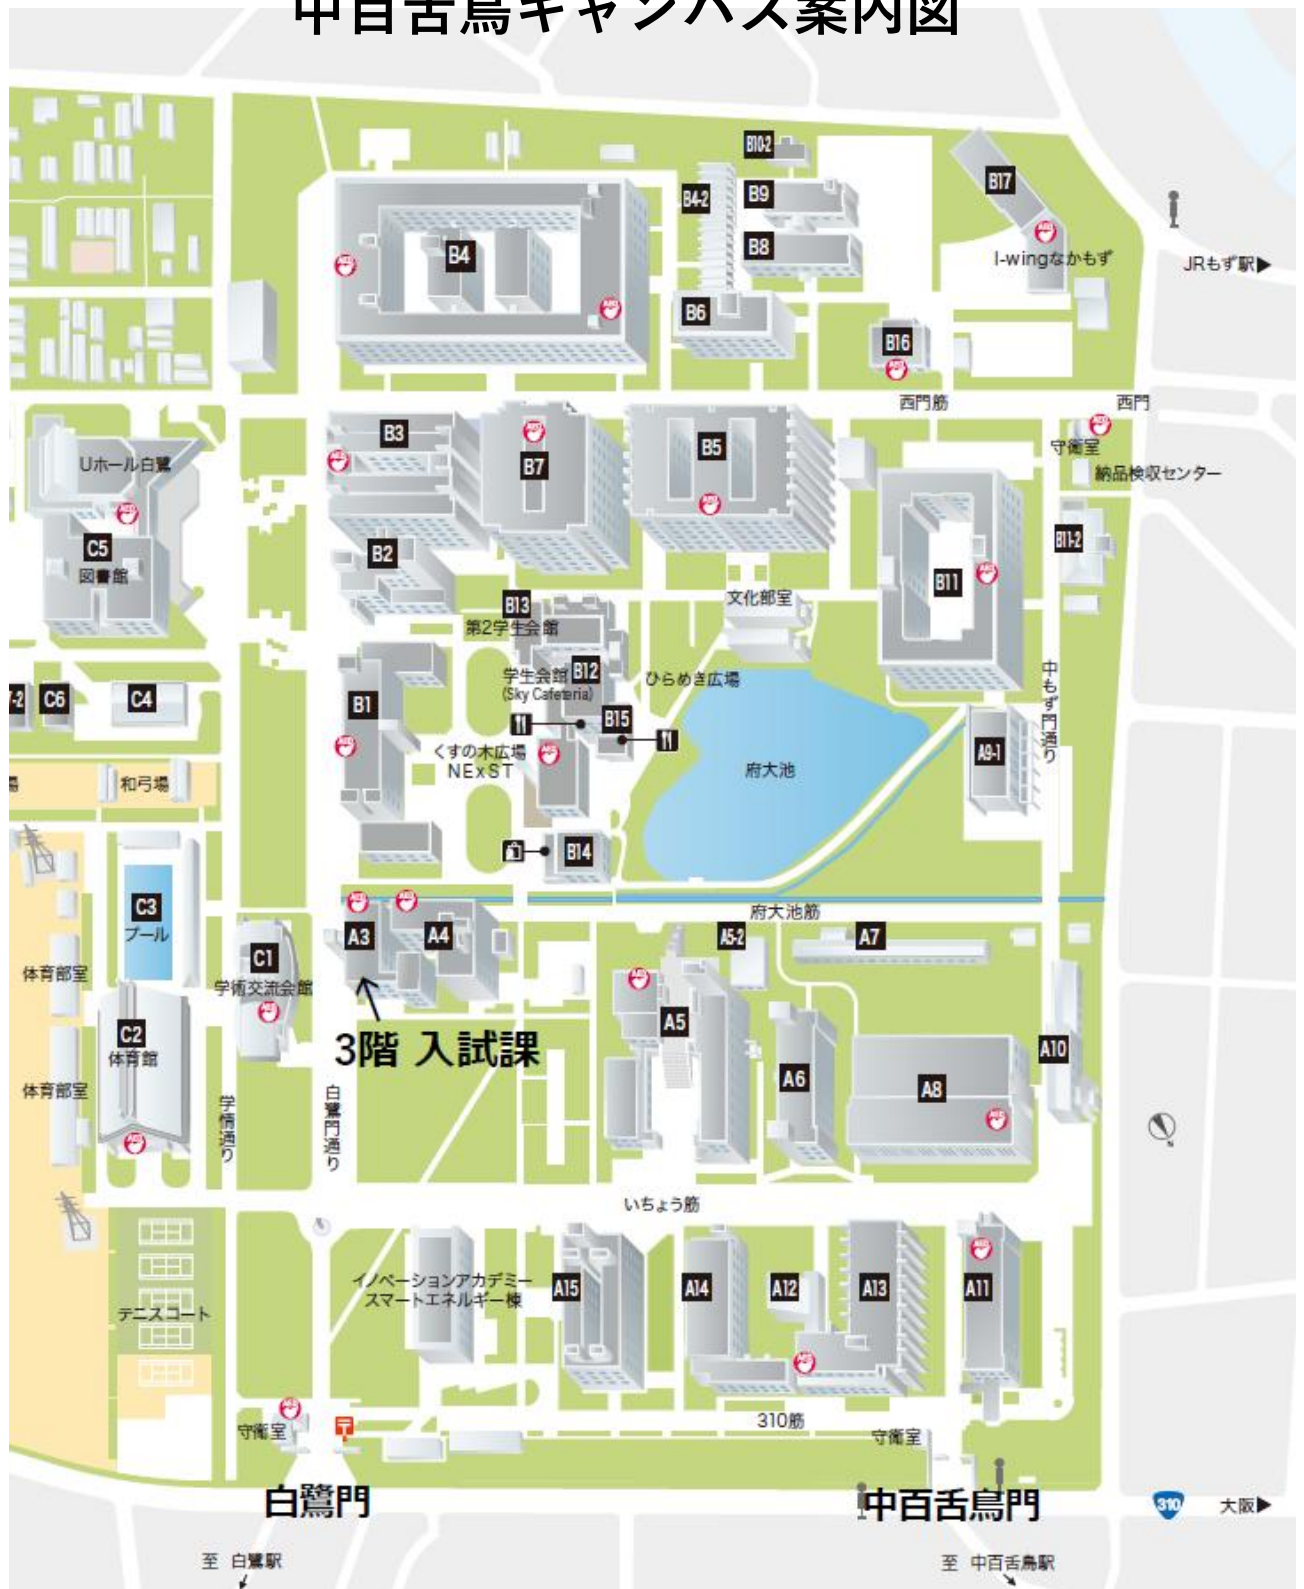 中百舌鳥キャンパス案内図
B10-2
B17
B4-2
B9
B8
B4
I-wingなかもず
JRもず駅▶
B6
B16
西門筋
西門
B3
B7
B5
守衛室
Uホール白鷺
納品検収センター
C5
図書館
B2
B11-2
B11
文化部室
B13
第2学生会館
学生会館
(Sky Cafeteria)
B12
ひらめき広場
中もず門通り
7-2
C6
C4
B1
B15
くすの木広場
NExST
府大池
A9-1
場
和弓場
B14
C3
プール
府大池筋
A3
A4
A5-2
A7
C1
学術交流会館
体育部室
A5
C2
体育館
3階 入試課
A10
A6
A8
体育部室
学情通り
白鷺門通り
N
いちょう筋
イノベーションアカデミー
スマートエネルギー棟
A15
A14
A12
A13
A11
テニスコート
守衛室
〒
310筋
守衛室
白鷺門
中百舌鳥門
310
大阪▶
至 白鷺駅
至 中百舌鳥駅